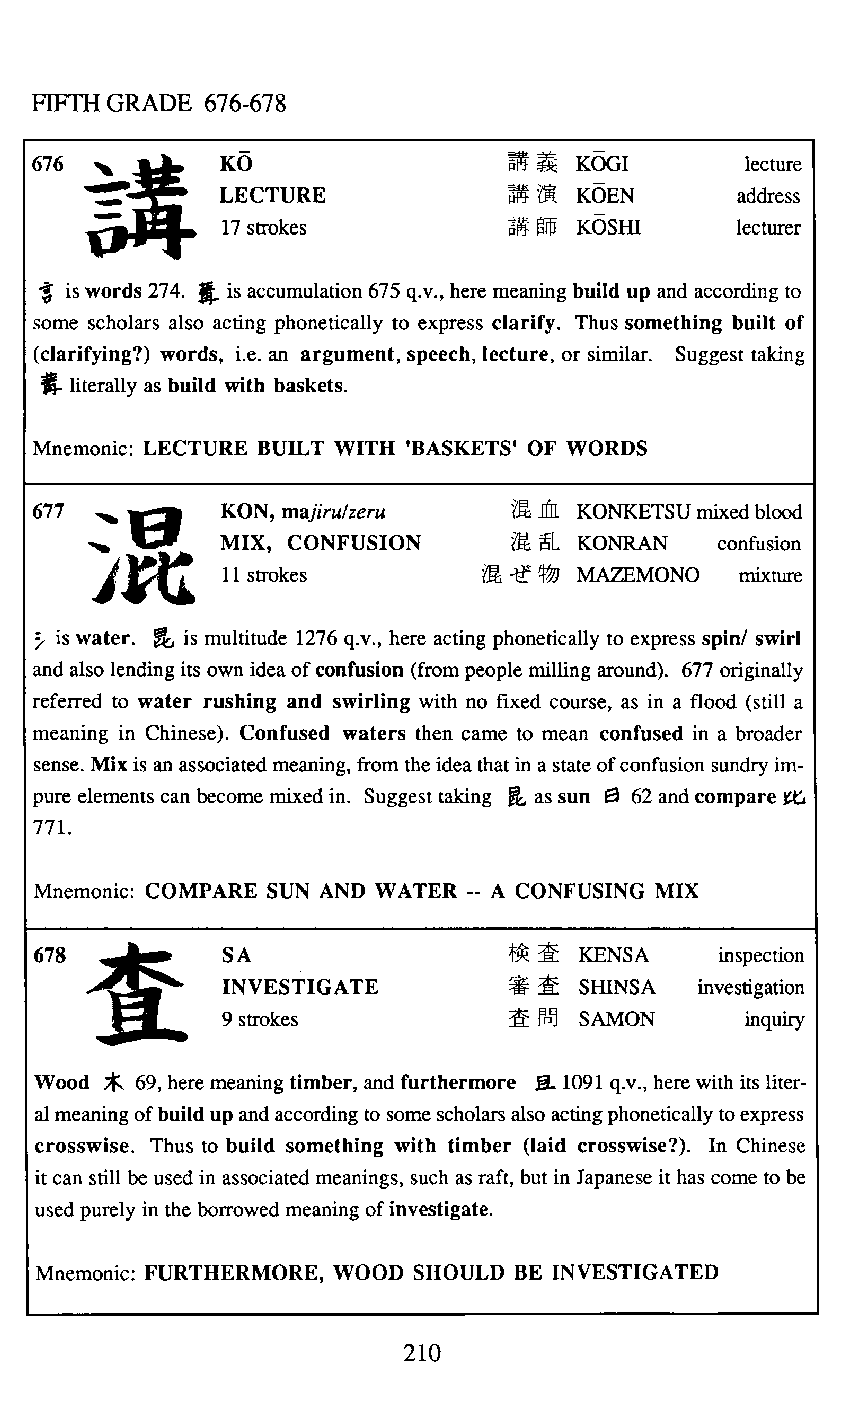 FIFTH GRADE 676-678
676 講 KŌ 講義 KŌGI lecture
LECTURE 講演 KŌEN address
17 strokes 講師 KŌSHI lecturer
訁 is words 274. 冓 is accumulation 675 q.v., here meaning build up and according to
some scholars also acting phonetically to express clarify. Thus something built of
(clarifying?) words, i.e. an argument, speech, lecture, or similar. Suggest taking
冓 literally as build with baskets.
Mnemonic: LECTURE BUILT WITH 'BASKETS' OF WORDS
677 混 KON, majiru/zeru 混血 KONKETSU mixed blood
MIX, CONFUSION 混乱 KONRAN confusion
11 strokes 混ぜ物 MAZEMONO mixture
氵 is water. 昆 is multitude 1276 q.v., here acting phonetically to express spin/ swirl
and also lending its own idea of confusion (from people milling around). 677 originally
referred to water rushing and swirling with no fixed course, as in a flood (still a
meaning in Chinese). Confused waters then came to mean confused in a broader
sense. Mix is an associated meaning, from the idea that in a state of confusion sundry im-
pure elements can become mixed in. Suggest taking 昆 as sun 日 62 and compare 比
771.
Mnemonic: COMPARE SUN AND WATER -- A CONFUSING MIX
678 査 SA 検査 KENSA inspection
INVESTIGATE 審査 SHINSA investigation
9 strokes 査問 SAMON inquiry
Wood 木 69, here meaning timber, and furthermore 且 1091 q.v., here with its liter-
al meaning of build up and according to some scholars also acting phonetically to express
crosswise. Thus to build something with timber (laid crosswise?). In Chinese
it can still be used in associated meanings, such as raft, but in Japanese it has come to be
used purely in the borrowed meaning of investigate.
Mnemonic: FURTHERMORE, WOOD SHOULD BE INVESTIGATED
210